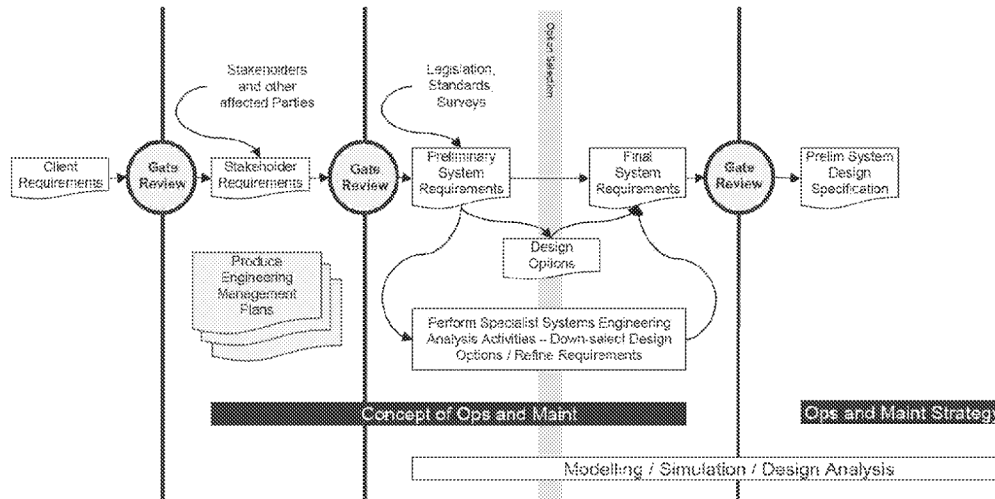 Option Selection
Stakeholders
and other
affected Parties
Legislation,
Standards,
Surveys
Client
Requirements
Gate
Review
Stakeholder
Requirements
Gate
Review
Preliminary
System
Requirements
Final
System
Requirements
Gate
Review
Prelim System
Design
Specification
Design
Options
Produce
Engineering
Management
Plans
Perform Specialist Systems Engineering
Analysis Activities – Down-select Design
Options / Refine Requirements
Concept of Ops and Maint
Ops and Maint Strategy
Modelling / Simulation / Design Analysis